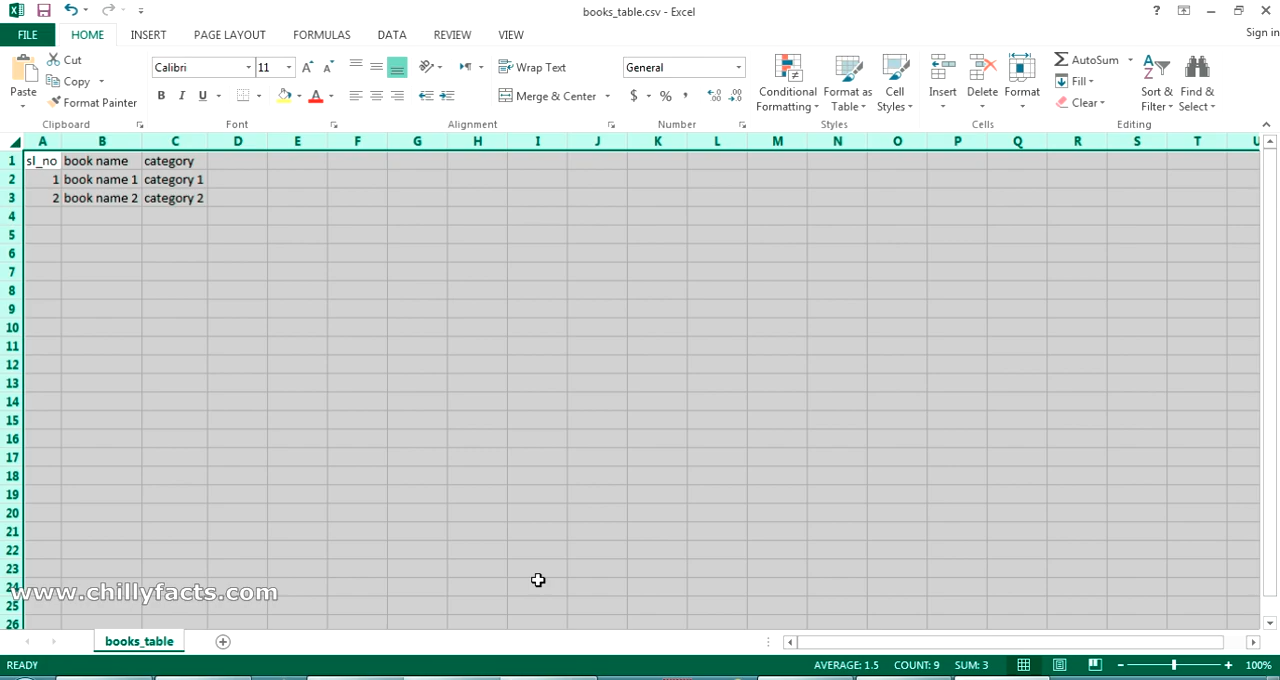 books_table.csv - Excel
?
FILE HOME INSERT PAGE LAYOUT FORMULAS DATA REVIEW VIEW
Sign in
Paste
Cut
Copy
Format Painter
Clipboard
Calibri 11
B I U
Font
Wrap Text
Merge & Center
Alignment
General
$ % ,
Number
Conditional Formatting
Format as Table
Cell Styles
Styles
Insert Delete Format
Cells
AutoSum
Fill
Clear
Sort & Filter
Find & Select
Editing
A B C D E F G H I J K L M N O P Q R S T U
1 sl_no book name category
2 1 book name 1 category 1
3 2 book name 2 category 2
4
5
6
7
8
9
10
11
12
13
14
15
16
17
18
19
20
21
22
23
24
www.chillyfacts.com
25
26
books_table
READY AVERAGE: 1.5 COUNT: 9 SUM: 3 100%